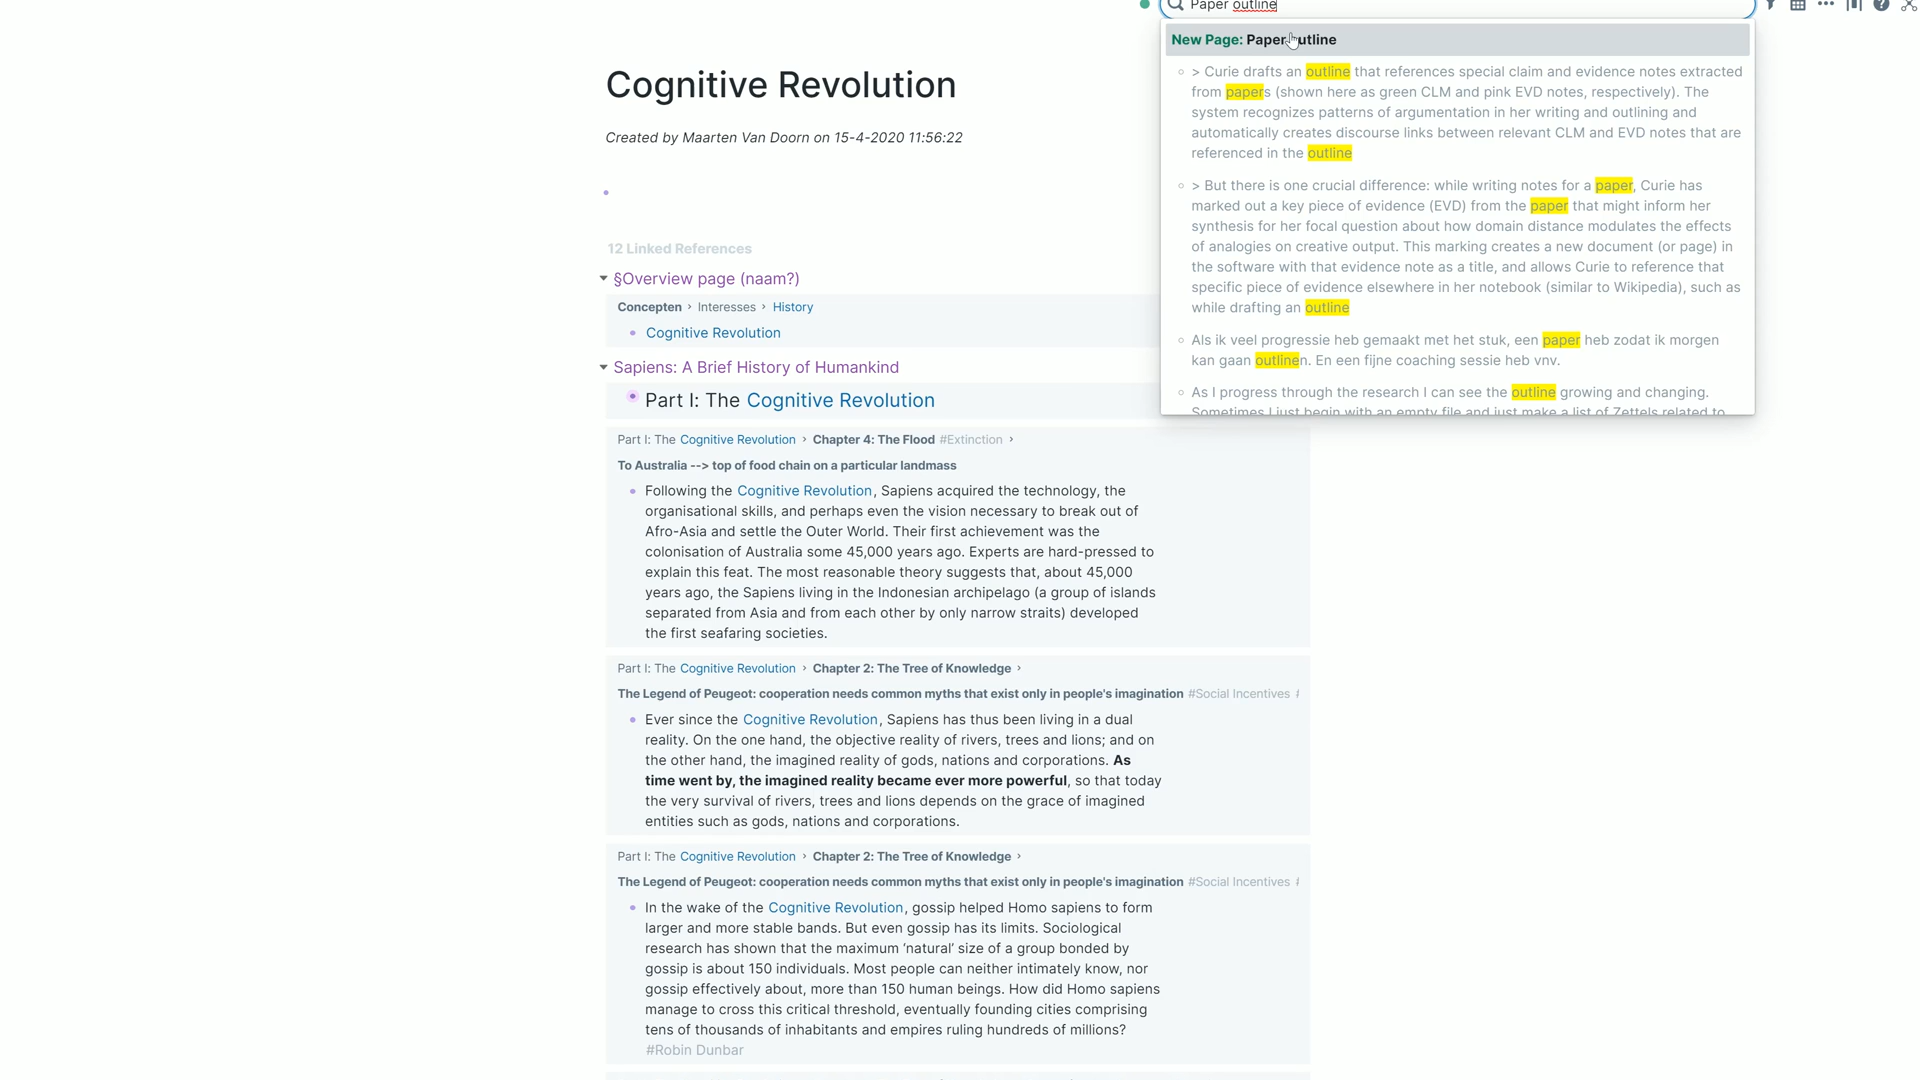 Paper outline
New Page: Paper outline
> Curie drafts an outline that references special claim and evidence notes extracted
from papers (shown here as green CLM and pink EVD notes, respectively). The
system recognizes patterns of argumentation in her writing and outlining and
automatically creates discourse links between relevant CLM and EVD notes that are
referenced in the outline
> But there is one crucial difference: while writing notes for a paper, Curie has
marked out a key piece of evidence (EVD) from the paper that might inform her
synthesis for her focal question about how domain distance modulates the effects
of analogies on creative output. This marking creates a new document (or page) in
the software with that evidence note as a title, and allows Curie to reference that
specific piece of evidence elsewhere in her notebook (similar to Wikipedia), such as
while drafting an outline
Als ik veel progressie heb gemaakt met het stuk, een paper heb zodat ik morgen
kan gaan outlinen. En een fijne coaching sessie heb vnv.
As I progress through the research I can see the outline growing and changing.
Sometimes I just begin with an empty file and just make a list of Zettels related to
Cognitive Revolution
Created by Maarten Van Doorn on 15-4-2020 11:56:22
12 Linked References
§Overview page (naam?)
Concepten › Interesses › History
Cognitive Revolution
Sapiens: A Brief History of Humankind
Part I: The Cognitive Revolution
Part I: The Cognitive Revolution › Chapter 4: The Flood #Extinction ›
To Australia --> top of food chain on a particular landmass
Following the Cognitive Revolution, Sapiens acquired the technology, the
organisational skills, and perhaps even the vision necessary to break out of
Afro-Asia and settle the Outer World. Their first achievement was the
colonisation of Australia some 45,000 years ago. Experts are hard-pressed to
explain this feat. The most reasonable theory suggests that, about 45,000
years ago, the Sapiens living in the Indonesian archipelago (a group of islands
separated from Asia and from each other by only narrow straits) developed
the first seafaring societies.
Part I: The Cognitive Revolution › Chapter 2: The Tree of Knowledge ›
The Legend of Peugeot: cooperation needs common myths that exist only in people's imagination #Social Incentives #
Ever since the Cognitive Revolution, Sapiens has thus been living in a dual
reality. On the one hand, the objective reality of rivers, trees and lions; and on
the other hand, the imagined reality of gods, nations and corporations. As
time went by, the imagined reality became ever more powerful, so that today
the very survival of rivers, trees and lions depends on the grace of imagined
entities such as gods, nations and corporations.
Part I: The Cognitive Revolution › Chapter 2: The Tree of Knowledge ›
The Legend of Peugeot: cooperation needs common myths that exist only in people's imagination #Social Incentives #
In the wake of the Cognitive Revolution, gossip helped Homo sapiens to form
larger and more stable bands. But even gossip has its limits. Sociological
research has shown that the maximum ‘natural’ size of a group bonded by
gossip is about 150 individuals. Most people can neither intimately know, nor
gossip effectively about, more than 150 human beings. How did Homo sapiens
manage to cross this critical threshold, eventually founding cities comprising
tens of thousands of inhabitants and empires ruling hundreds of millions?
#Robin Dunbar